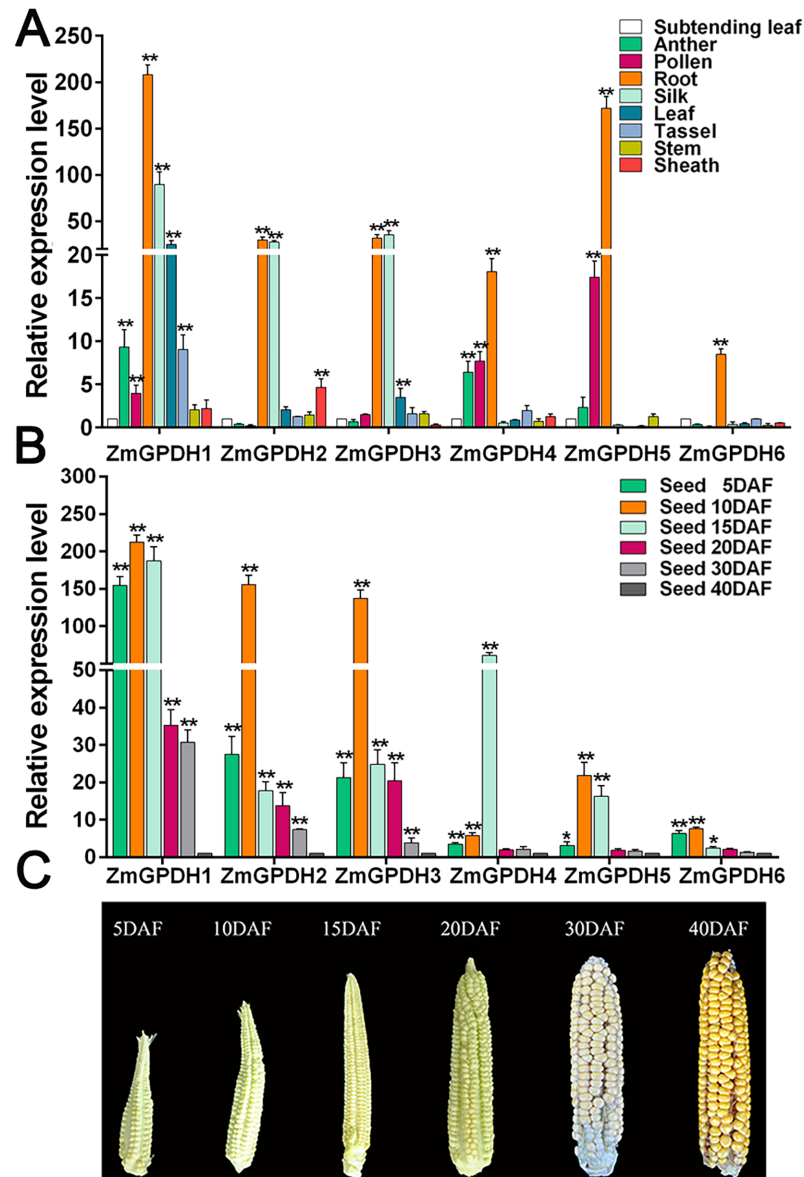 A
Relative expression level
250
200
150
100
50
20
15
10
5
0
** ** ** ** ** ** ** ** ** ** ** ** ** ** ** ** ** ** **
Subtending leaf
Anther
Pollen
Root
Silk
Leaf
Tassel
Stem
Sheath
ZmGPDH1 ZmGPDH2 ZmGPDH3 ZmGPDH4 ZmGPDH5 ZmGPDH6
B
Relative expression level
300
250
200
150
100
50
40
30
20
10
0
** ** ** ** ** ** ** ** ** ** ** ** ** ** ** ** ** ** * ** ** ** ** *
Seed 5DAF
Seed 10DAF
Seed 15DAF
Seed 20DAF
Seed 30DAF
Seed 40DAF
ZmGPDH1 ZmGPDH2 ZmGPDH3 ZmGPDH4 ZmGPDH5 ZmGPDH6
C
5DAF 10DAF 15DAF 20DAF 30DAF 40DAF